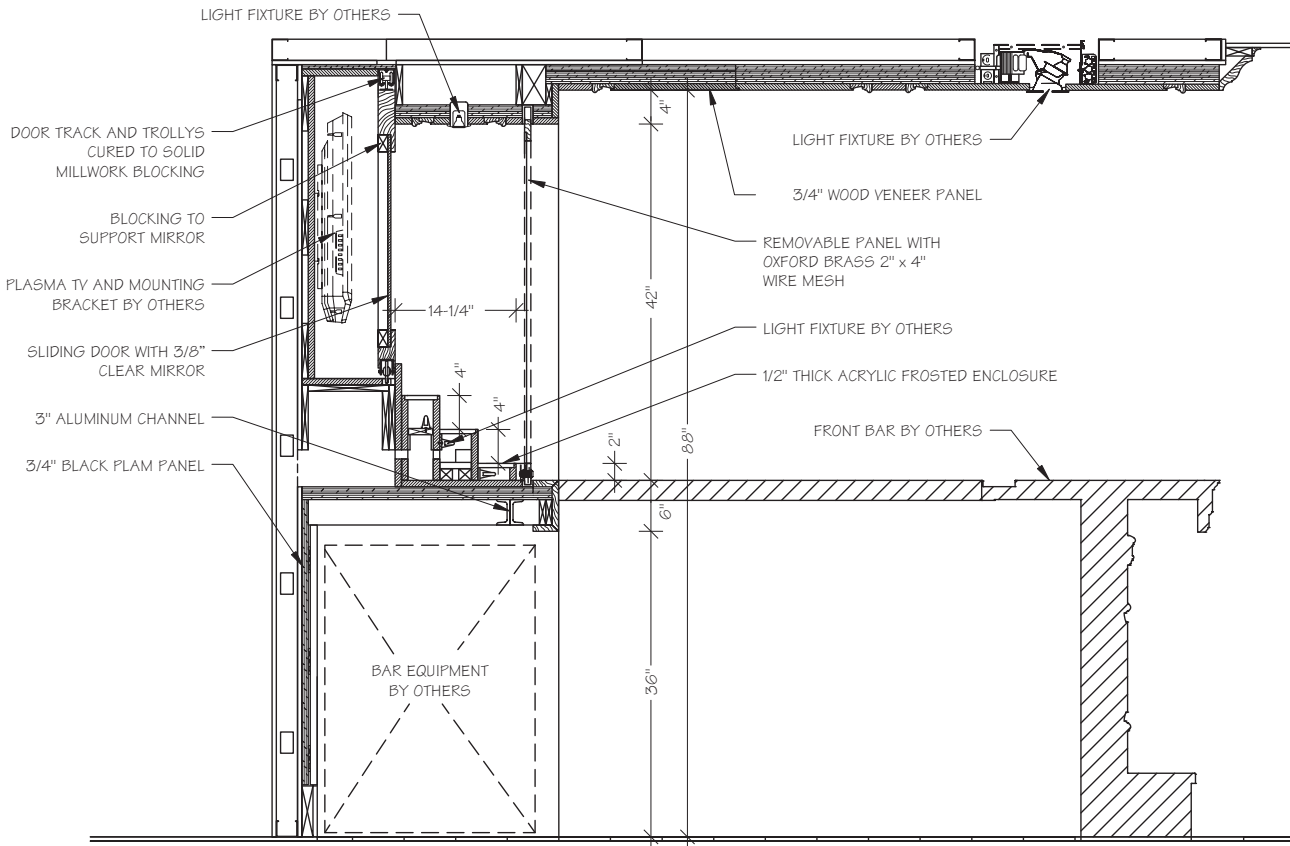 LIGHT FIXTURE BY OTHERS
DOOR TRACK AND TROLLYS
CURED TO SOLID
MILLWORK BLOCKING
BLOCKING TO
SUPPORT MIRROR
PLASMA TV AND MOUNTING
BRACKET BY OTHERS
SLIDING DOOR WITH 3/8"
CLEAR MIRROR
3" ALUMINUM CHANNEL
3/4" BLACK PLAM PANEL
LIGHT FIXTURE BY OTHERS
3/4" WOOD VENEER PANEL
REMOVABLE PANEL WITH
OXFORD BRASS 2" x 4"
WIRE MESH
LIGHT FIXTURE BY OTHERS
1/2" THICK ACRYLIC FROSTED ENCLOSURE
FRONT BAR BY OTHERS
14-1/4"
4"
42"
4"
4"
2"
88"
6"
36"
BAR EQUIPMENT
BY OTHERS